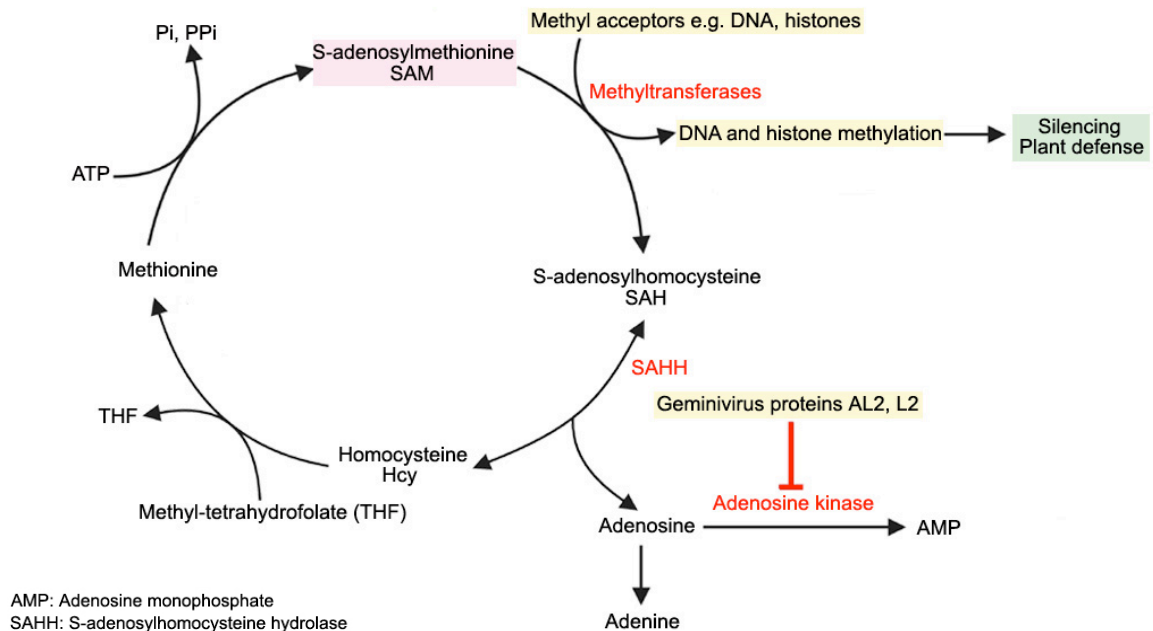 Methyl acceptors e.g. DNA, histones
Pi, PPi
S-adenosylmethionine
SAM
Methyltransferases
DNA and histone methylation
Silencing
Plant defense
ATP
Methionine
S-adenosylhomocysteine
SAH
SAHH
Geminivirus proteins AL2, L2
THF
Homocysteine
Hcy
Methyl-tetrahydrofolate (THF)
Adenosine kinase
Adenosine
AMP
Adenine
AMP: Adenosine monophosphate
SAHH: S-adenosylhomocysteine hydrolase